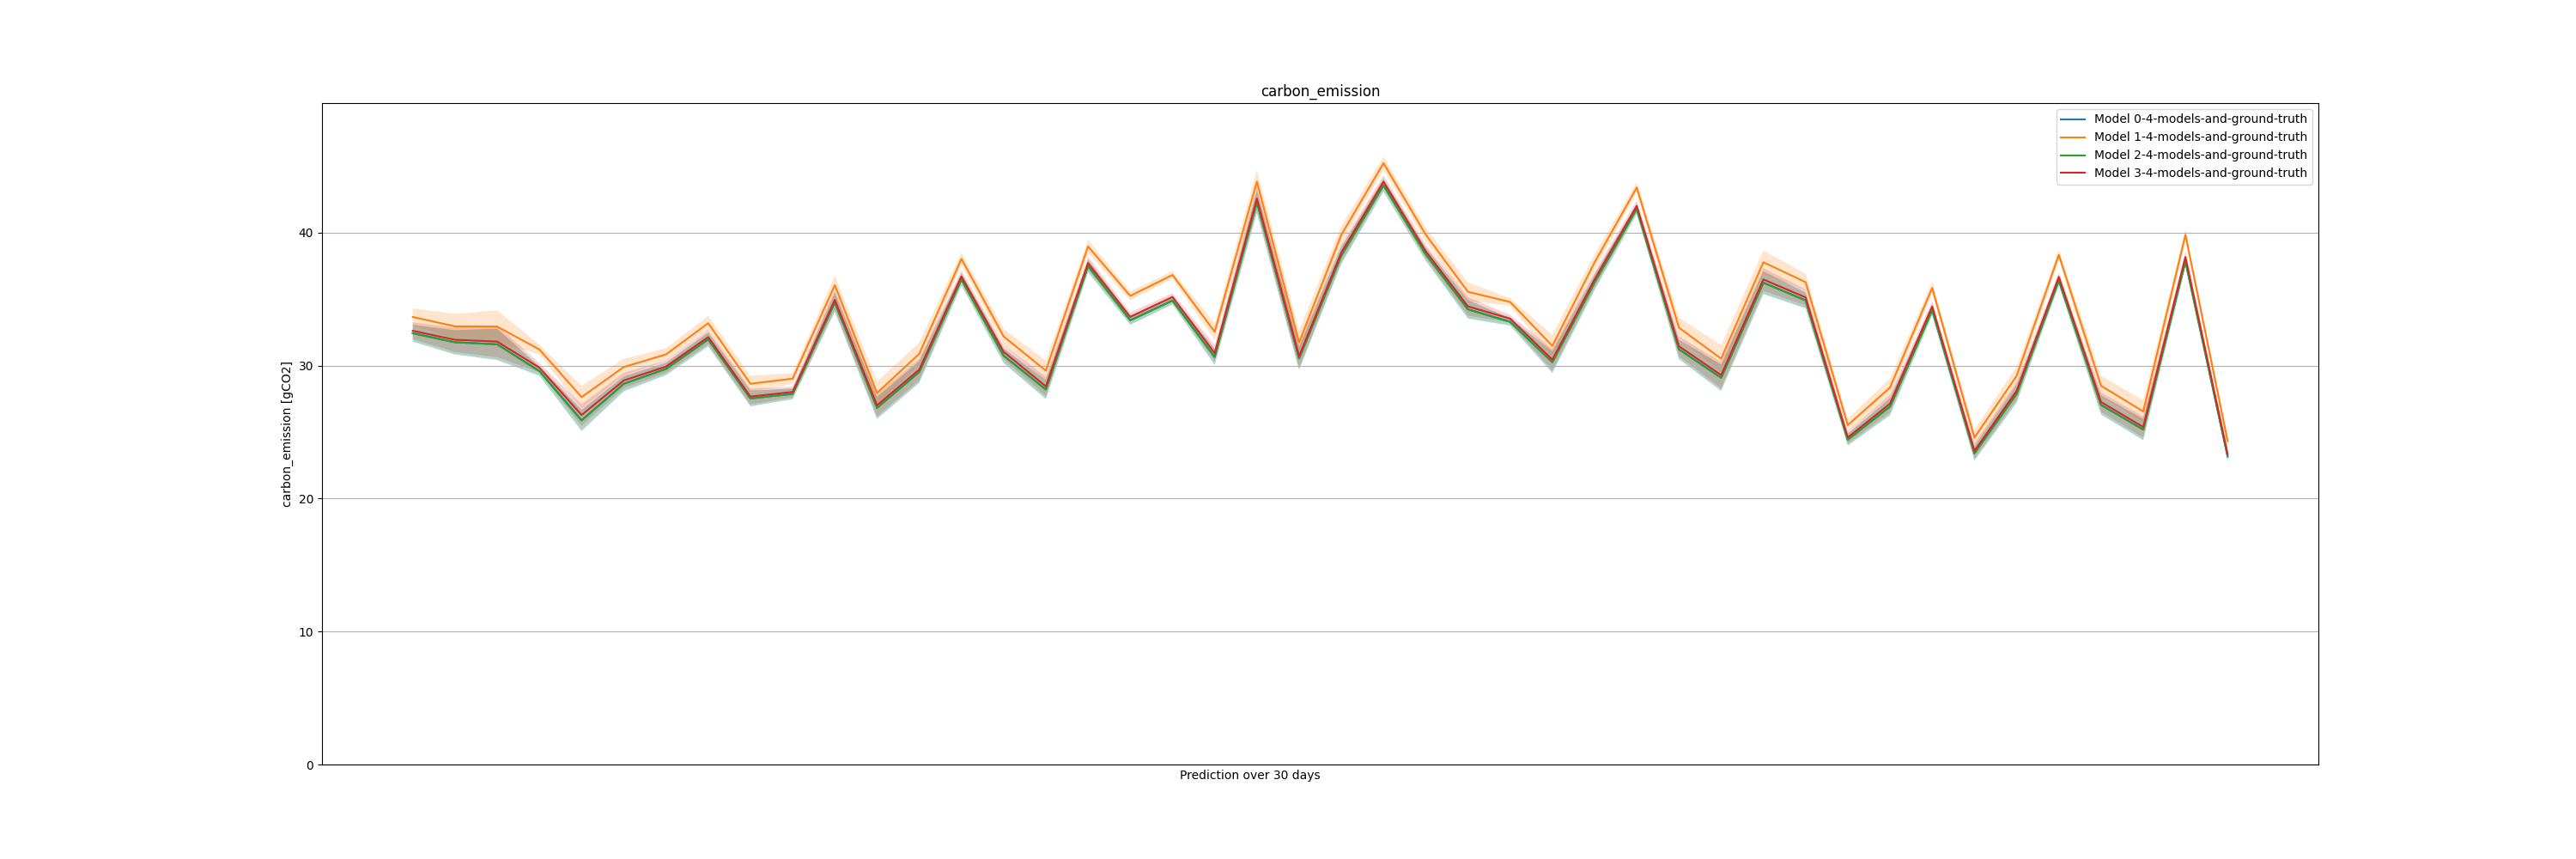 carbon_emission
Model 0-4-models-and-ground-truth
Model 1-4-models-and-ground-truth
Model 2-4-models-and-ground-truth
Model 3-4-models-and-ground-truth
carbon_emission [gCO2]
40
30
20
10
0
Prediction over 30 days